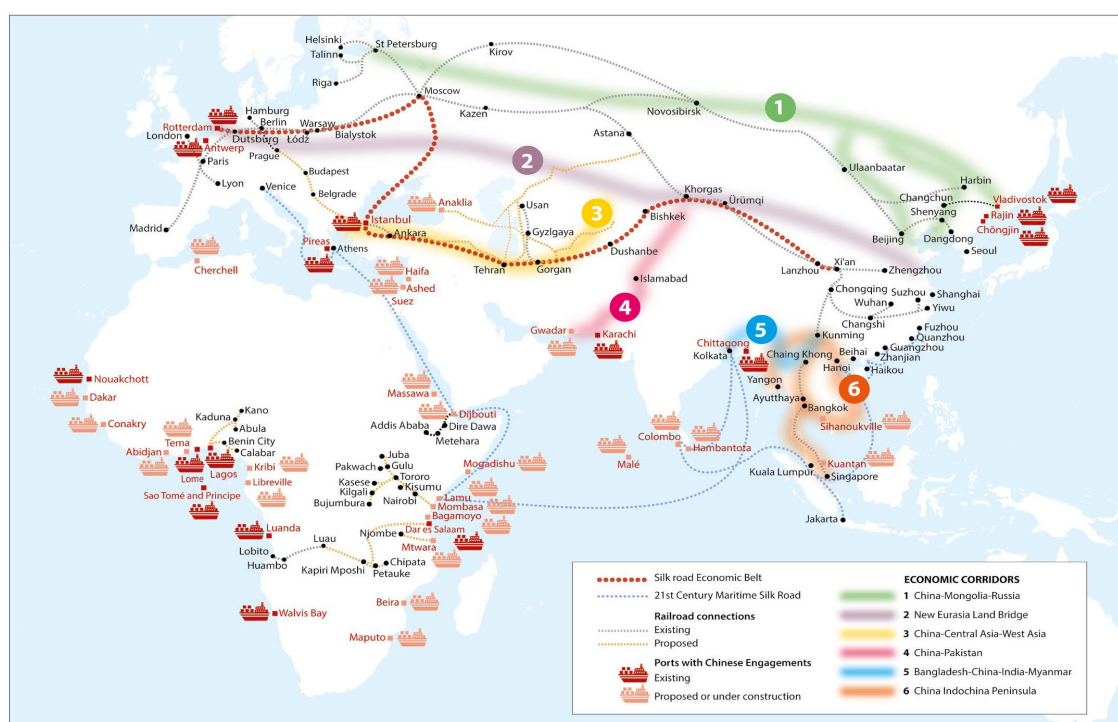 Helsinki
Talinn
Riga
St Petersburg
Kirov
Moscow
Kazen
Novosibirsk
1
Hamburg
Berlin
Rotterdam
London
Dutsburg
Antwerp
Łódź
Warsaw
Bialystok
Paris
Prague
Lyon
Venice
Budapest
Belgrade
Madrid
Astana
2
Ulaanbaatar
Harbin
Changchun
Shenyang
Vladivostok
Rajin
Chôngjin
Dangdong
Beijing
Seoul
Anaklia
Usan
3
Khorgas
Ürümqi
Bishkek
Istanbul
Ankara
Gyzlgaya
Pireas
Athens
Dushanbe
Tehran
Gorgan
Cherchell
Haifa
Ashed
Suez
Islamabad
4
Lanzhou
Xi'an
Zhengzhou
Chongqing
Suzhou
Wuhan
Shanghai
Yiwu
Changshi
Gwadar
Karachi
5
Kunming
Fuzhou
Quanzhou
Guangzhou
Chittagong
Kolkata
Chaing Khong
Beihai
Zhanjian
Hanoi
Haikou
6
Yangon
Ayutthaya
Bangkok
Sihanoukville
Nouakchott
Dakar
Conakry
Massawa
Djibouti
Addis Ababa
Dire Dawa
Metehara
Kano
Kaduna
Abula
Benin City
Tema
Abidjan
Calabar
Lome
Lagos
Kribi
Libreville
Sao Tomé and Principe
Colombo
Hambantota
Malé
Kuantan
Kuala Lumpur
Singapore
Jakarta
Juba
Pakwach
Gulu
Tororo
Kasese
Kisumu
Kilgali
Nairobi
Bujumbura
Mogadishu
Lamu
Mombasa
Bagamoyo
Dar es Salaam
Njombe
Mtwara
Luanda
Lobito
Luau
Huambo
Kapiri Mposhi
Chipata
Petauke
Walvis Bay
Beira
Maputo
Silk road Economic Belt
21st Century Maritime Silk Road
Railroad connections
Existing
Proposed
Ports with Chinese Engagements
Existing
Proposed or under construction
ECONOMIC CORRIDORS
1 China-Mongolia-Russia
2 New Eurasia Land Bridge
3 China-Central Asia-West Asia
4 China-Pakistan
5 Bangladesh-China-India-Myanmar
6 China Indochina Peninsula